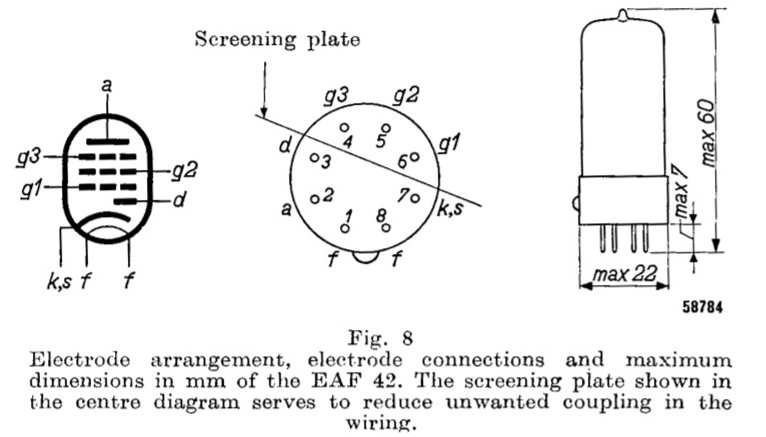 Screening plate
a
g3
g2
g1
d
k,s f f
g3 g2
d
g1
a
k,s
f f
4 5
3 6
2 7
1 8
max 60
max 7
max 22
58784
Fig. 8
Electrode arrangement, electrode connections and maximum
dimensions in mm of the EAF 42. The screening plate shown in
the centre diagram serves to reduce unwanted coupling in the
wiring.